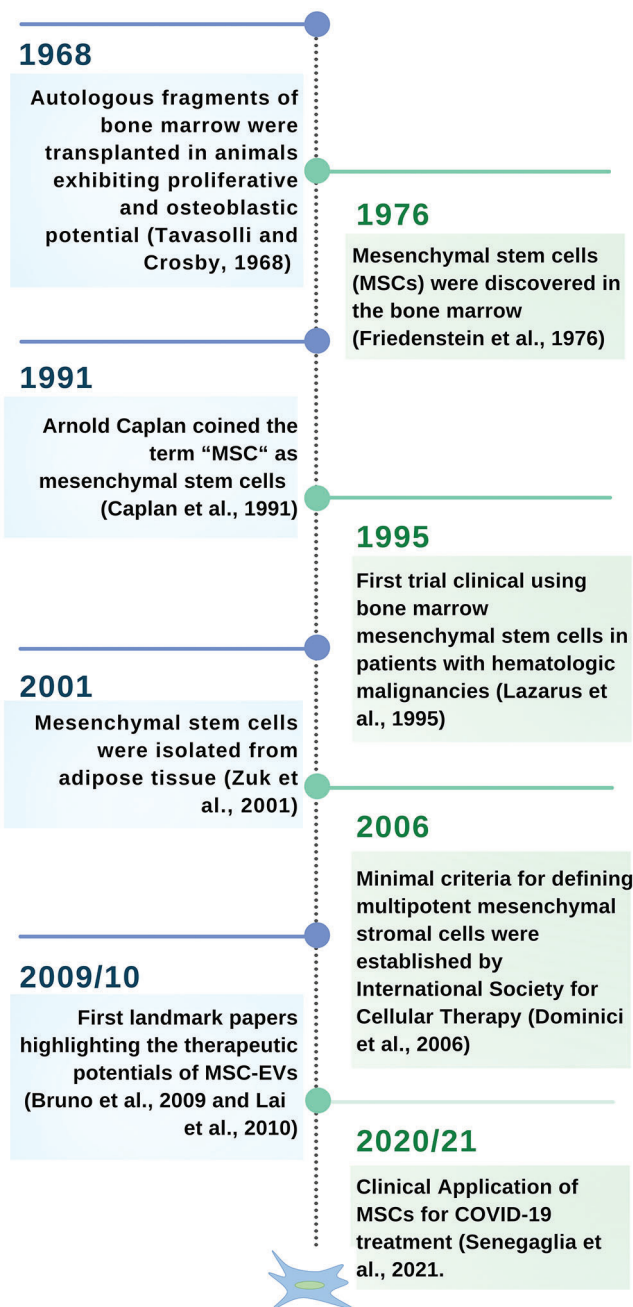 1968
Autologous fragments of
bone marrow were
transplanted in animals
exhibiting proliferative
and osteoblastic
potential (Tavasolli and
Crosby, 1968)
1976
Mesenchymal stem cells
(MSCs) were discovered in
the bone marrow
(Friedenstein et al., 1976)
1991
Arnold Caplan coined the
term “MSC“ as
mesenchymal stem cells
(Caplan et al., 1991)
1995
First trial clinical using
bone marrow
mesenchymal stem cells in
patients with hematologic
malignancies (Lazarus et
al., 1995)
2001
Mesenchymal stem cells
were isolated from
adipose tissue (Zuk et
al., 2001)
2006
Minimal criteria for defining
multipotent mesenchymal
stromal cells were
established by
International Society for
Cellular Therapy (Dominici
et al., 2006)
2009/10
First landmark papers
highlighting the therapeutic
potentials of MSC-EVs
(Bruno et al., 2009 and Lai
et al., 2010)
2020/21
Clinical Application of
MSCs for COVID-19
treatment (Senegaglia et
al., 2021.